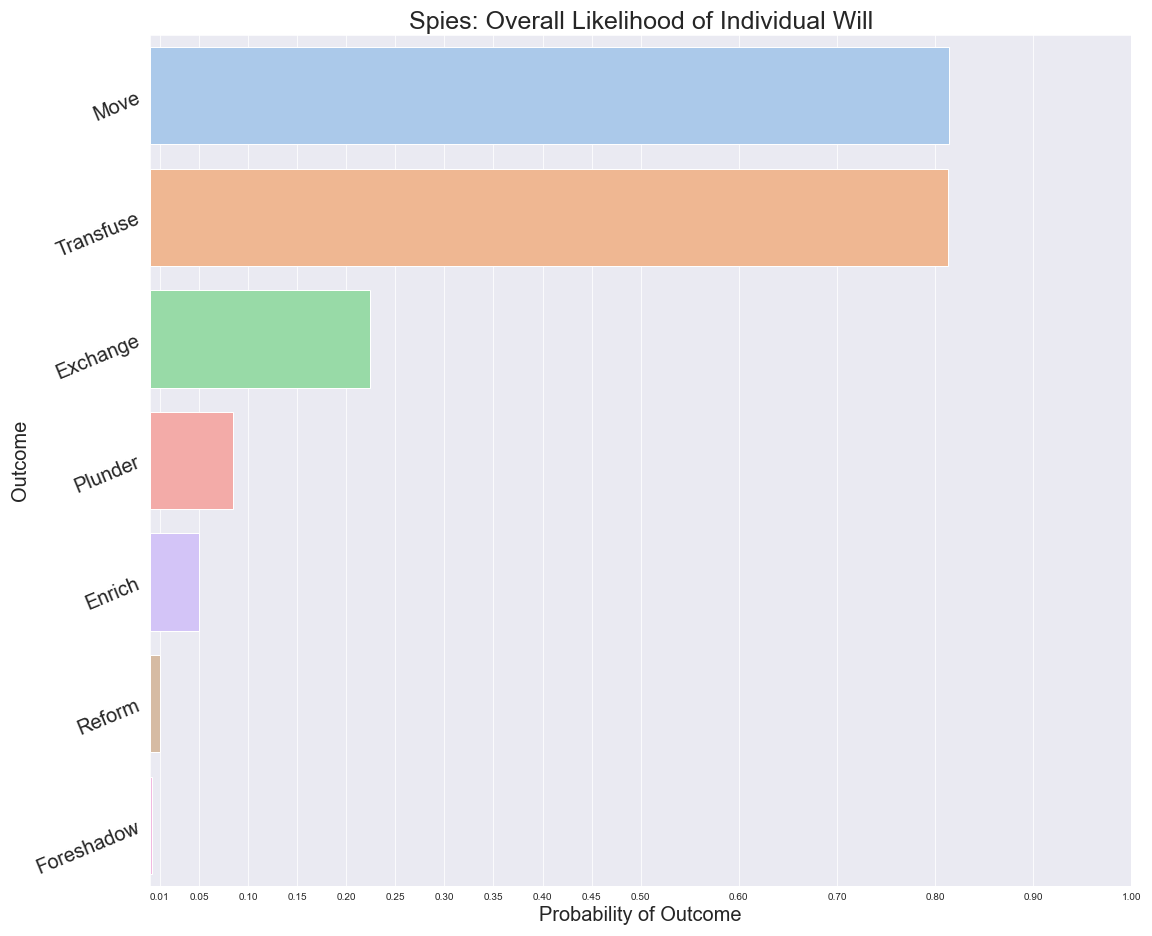 Spies: Overall Likelihood of Individual Will
Outcome
Move
Transfuse
Exchange
Plunder
Enrich
Reform
Foreshadow
0.01 0.05 0.10 0.15 0.20 0.25 0.30 0.35 0.40 0.45 0.50 0.60 0.70 0.80 0.90 1.00
Probability of Outcome